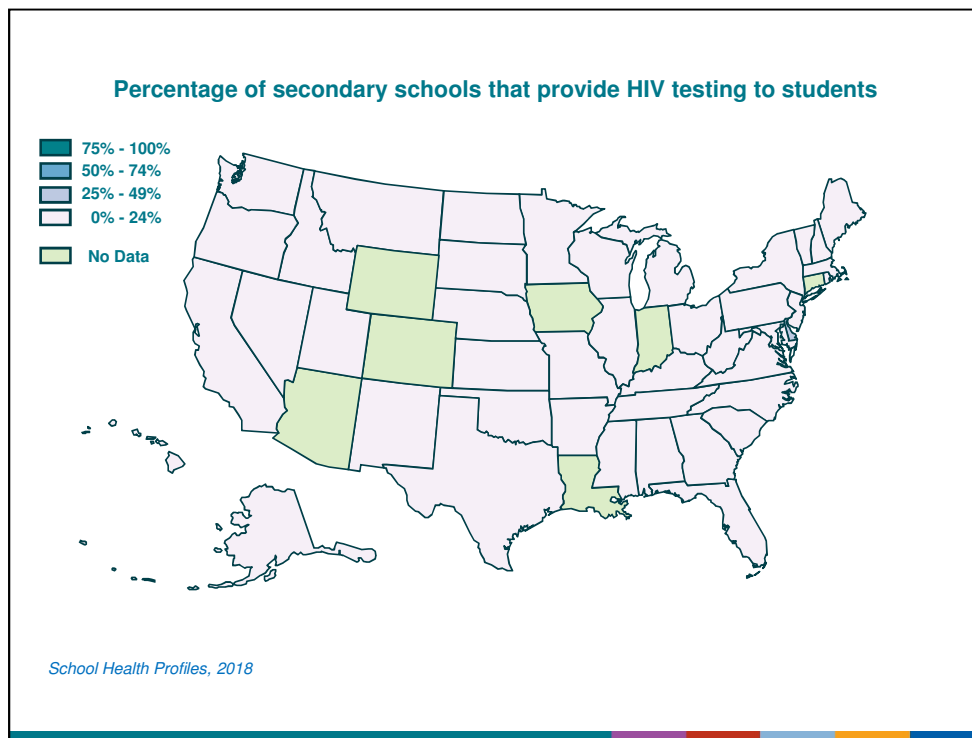 Percentage of secondary schools that provide HIV testing to students
75% - 100%
50% - 74%
25% - 49%
0% - 24%
No Data
School Health Profiles, 2018